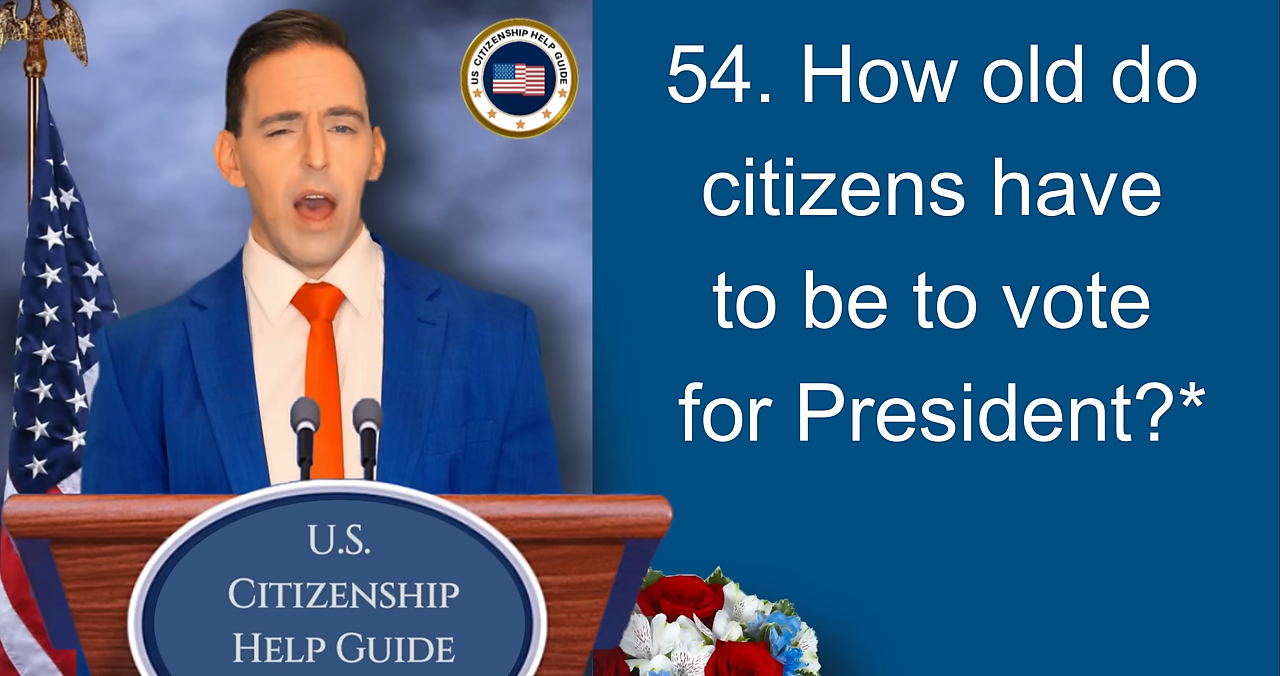 US CITIZENSHIP HELP GUIDE
54. How old do
citizens have
to be to vote
for President?*
U.S.
CITIZENSHIP
HELP GUIDE